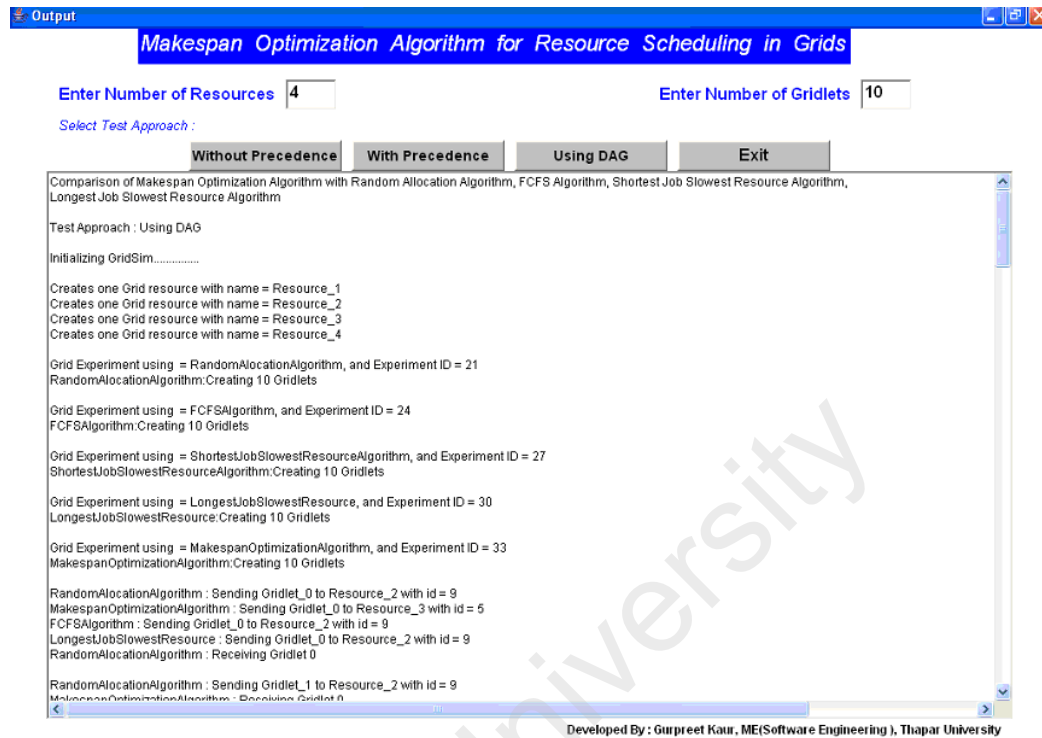 Output
Makespan Optimization Algorithm for Resource Scheduling in Grids
Enter Number of Resources 4 Enter Number of Gridlets 10
Select Test Approach :
Without Precedence With Precedence Using DAG Exit
Comparison of Makespan Optimization Algorithm with Random Allocation Algorithm, FCFS Algorithm, Shortest Job Slowest Resource Algorithm,
Longest Job Slowest Resource Algorithm
Test Approach : Using DAG
Initializing GridSim...............
Creates one Grid resource with name = Resource_1
Creates one Grid resource with name = Resource_2
Creates one Grid resource with name = Resource_3
Creates one Grid resource with name = Resource_4
Grid Experiment using = RandomAlocationAlgorithm, and Experiment ID = 21
RandomAlocationAlgorithm:Creating 10 Gridlets
Grid Experiment using = FCFSAlgorithm, and Experiment ID = 24
FCFSAlgorithm:Creating 10 Gridlets
Grid Experiment using = ShortestJobSlowestResourceAlgorithm, and Experiment ID = 27
ShortestJobSlowestResourceAlgorithm:Creating 10 Gridlets
Grid Experiment using = LongestJobSlowestResource, and Experiment ID = 30
LongestJobSlowestResource:Creating 10 Gridlets
Grid Experiment using = MakespanOptimizationAlgorithm, and Experiment ID = 33
MakespanOptimizationAlgorithm:Creating 10 Gridlets
RandomAlocationAlgorithm : Sending Gridlet_0 to Resource_2 with id = 9
MakespanOptimizationAlgorithm : Sending Gridlet_0 to Resource_3 with id = 5
FCFSAlgorithm : Sending Gridlet_0 to Resource_2 with id = 9
LongestJobSlowestResource : Sending Gridlet_0 to Resource_2 with id = 9
RandomAlocationAlgorithm : Receiving Gridlet 0
RandomAlocationAlgorithm : Sending Gridlet_1 to Resource_2 with id = 9
MakespanOptimizationAlgorithm : Receiving Gridlet 0
Developed By : Gurpreet Kaur, ME(Software Engineering ), Thapar University
University